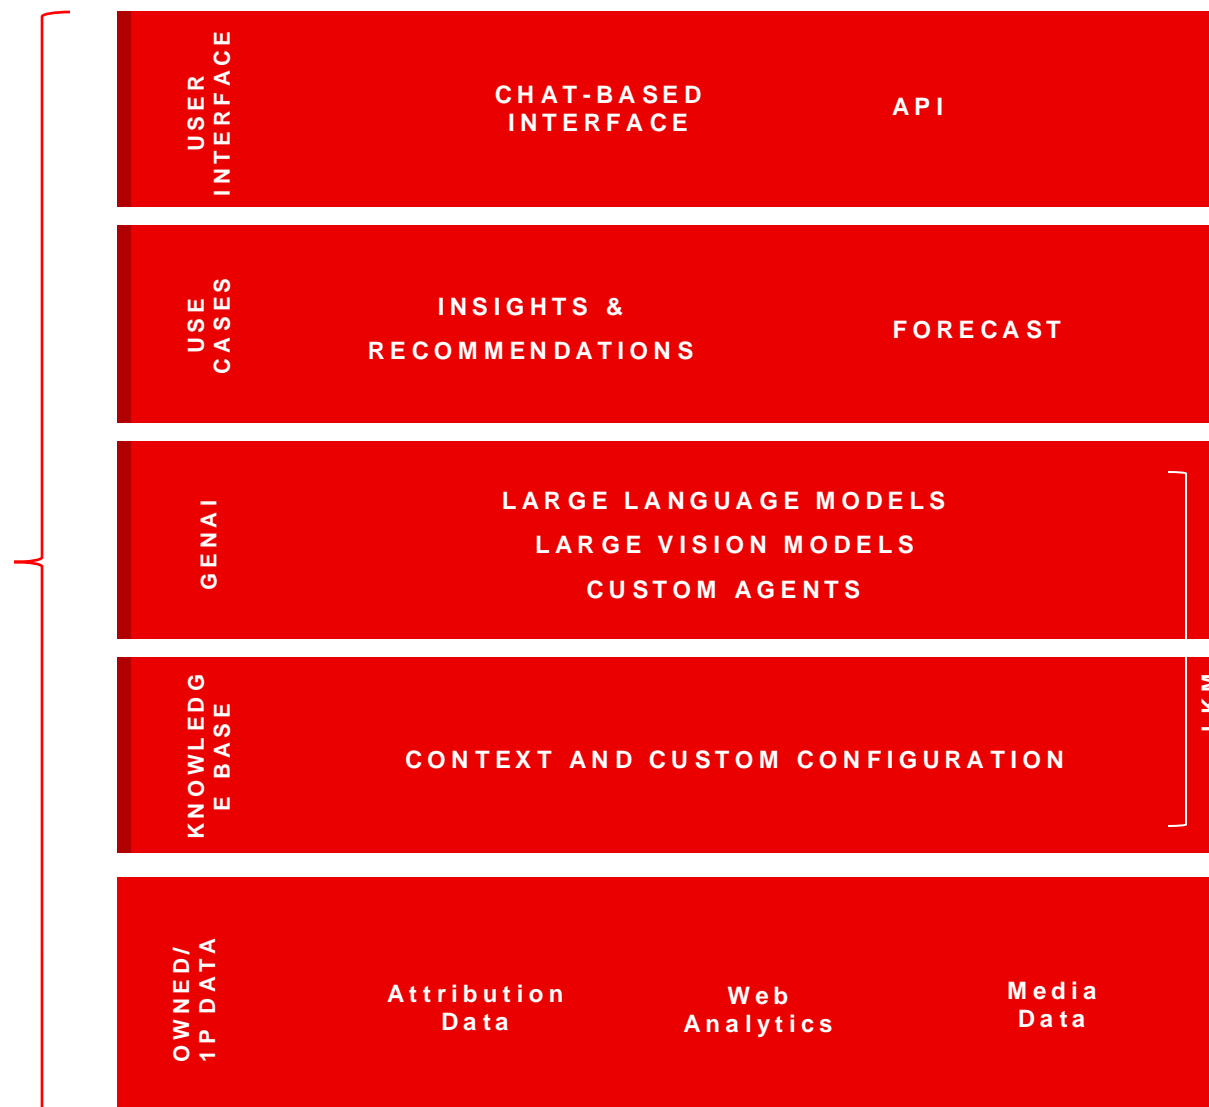 USER
INTERFACE
CHAT-BASED
INTERFACE
API
USE
CASES
INSIGHTS &
RECOMMENDATIONS
FORECAST
GENAI
LARGE LANGUAGE MODELS
LARGE VISION MODELS
CUSTOM AGENTS
KNOWLEDG
E BASE
CONTEXT AND CUSTOM CONFIGURATION
LKM
OWNED/
1P DATA
Attribution
Data
Web
Analytics
Media
Data